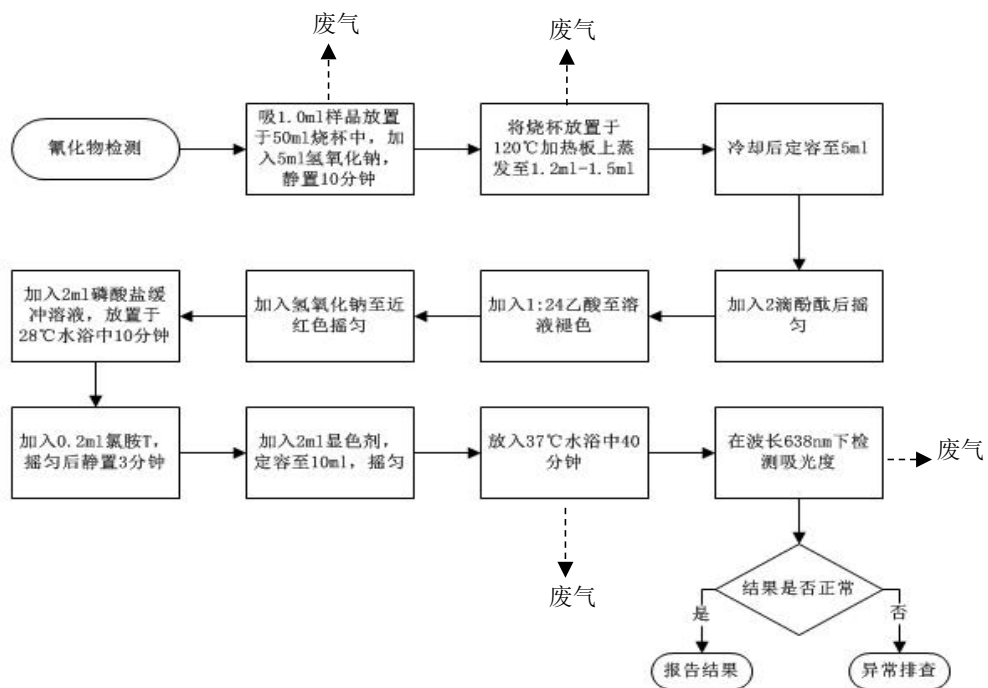 废气
废气
氰化物检测
吸1.0ml样品放置
于50ml烧杯中，加
入5ml氢氧化钠，
静置10分钟
将烧杯放置于
120℃加热板上蒸
发至1.2ml-1.5ml
冷却后定容至5ml
加入2滴酚酞后摇
匀
加入1:24乙酸至溶
液褪色
加入氢氧化钠至近
红色摇匀
加入2ml磷酸盐缓
冲溶液，放置于
28℃水浴中10分钟
加入0.2ml氯胺T，
摇匀后静置3分钟
加入2ml显色剂，
定容至10ml，摇匀
放入37℃水浴中40
分钟
在波长638nm下检
测吸光度
废气
废气
结果是否正常
是
否
报告结果
异常排查